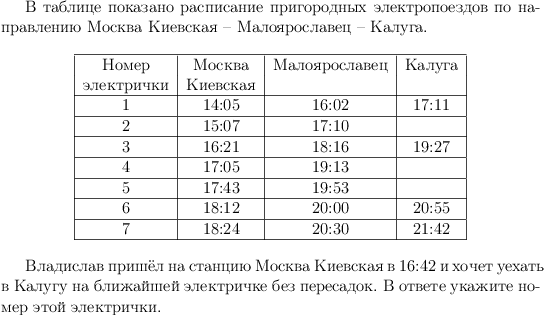 В таблице показано расписание пригородных электропоездов по на-
правлению Москва Киевская – Малоярославец – Калуга.
Номер электрички | Москва Киевская | Малоярославец | Калуга
1 | 14:05 | 16:02 | 17:11
2 | 15:07 | 17:10 |
3 | 16:21 | 18:16 | 19:27
4 | 17:05 | 19:13 |
5 | 17:43 | 19:53 |
6 | 18:12 | 20:00 | 20:55
7 | 18:24 | 20:30 | 21:42
Владислав пришёл на станцию Москва Киевская в 16:42 и хочет уехать
в Калугу на ближайшей электричке без пересадок. В ответе укажите но-
мер этой электрички.